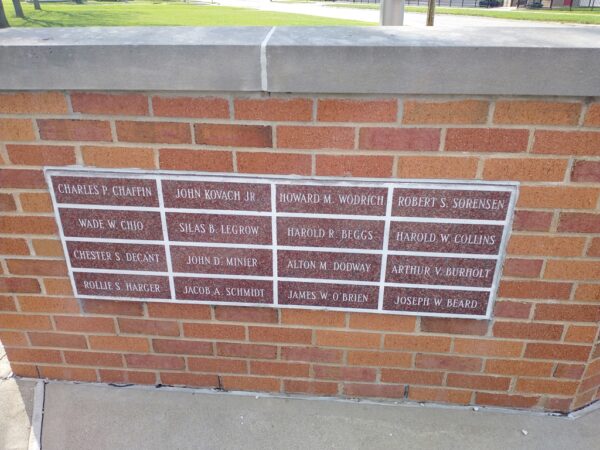 CHARLES P. CHAFFIN
JOHN KOVACH JR
HOWARD M. WODRICH
ROBERT S. SORENSEN
WADE W. CHIO
SILAS B. LEGROW
HAROLD R. BEGGS
HAROLD W. COLLINS
CHESTER S. DECANT
JOHN D. MINIER
ALTON M. DODWAY
ARTHUR V. BURHOLT
ROLLIE S. HARGER
JACOB A. SCHMIDT
JAMES W. O'BRIEN
JOSEPH W. BEARD